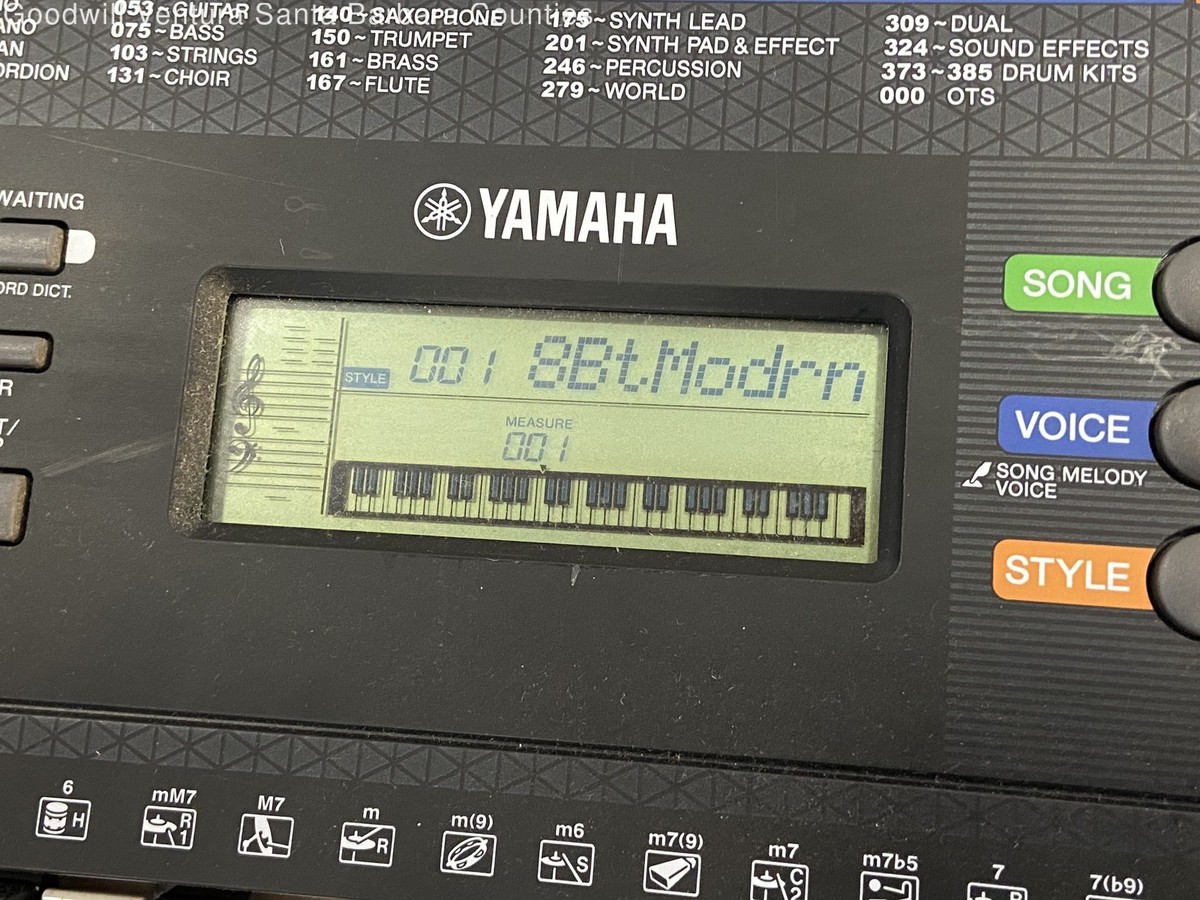 Goodwill Ventura Santa Barbara Counties
053~GUITAR
075~BASS
103~STRINGS
131~CHOIR
140~SAXOPHONE
150~TRUMPET
161~BRASS
167~FLUTE
175~SYNTH LEAD
201~SYNTH PAD & EFFECT
246~PERCUSSION
279~WORLD
309~DUAL
324~SOUND EFFECTS
373~385 DRUM KITS
000 OTS
WAITING
DICT.
YAMAHA
STYLE 001 8BtModrn
MEASURE
001
SONG
VOICE
SONG MELODY
VOICE
STYLE
6 mM7 M7 m m(9) m6 m7(9) m7 m7b5 7 7(b9)
H R 1 R S C 2